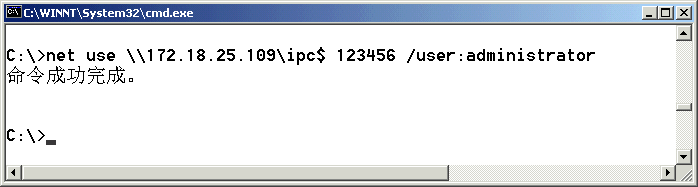 C:\WINNT\System32\cmd.exe
C:\>net use \\172.18.25.109\ipc$ 123456 /user:administrator
命令成功完成。
C:\>